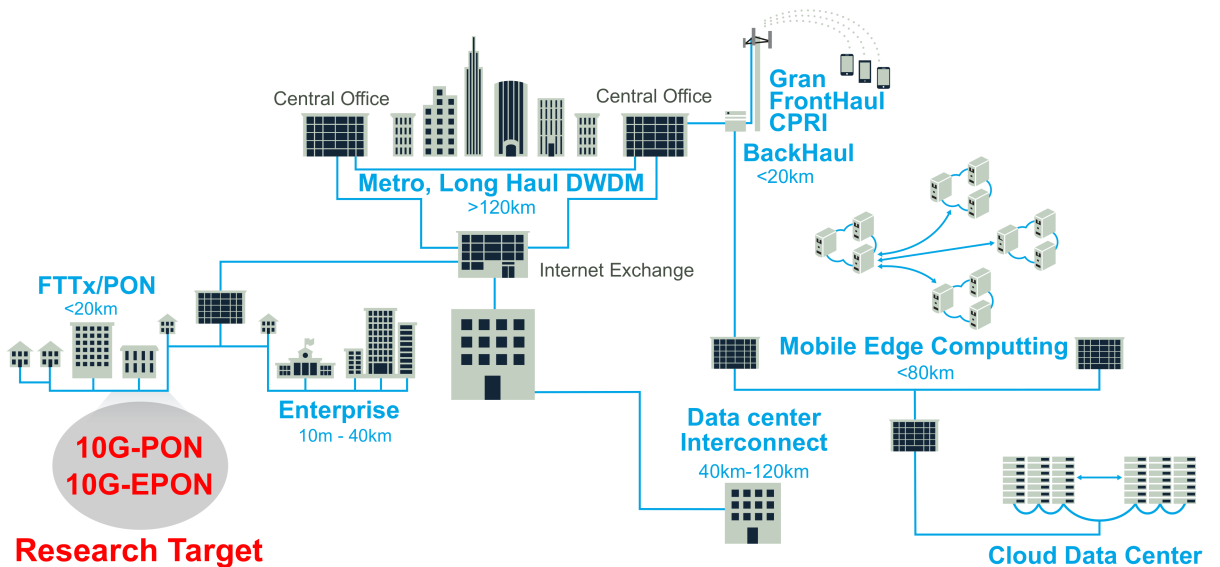 Central Office
Central Office
Gran
FrontHaul
CPRI
BackHaul
<20km
Metro, Long Haul DWDM
>120km
Internet Exchange
FTTx/PON
<20km
Enterprise
10m - 40km
10G-PON
10G-EPON
Research Target
Data center
Interconnect
40km-120km
Mobile Edge Computting
<80km
Cloud Data Center